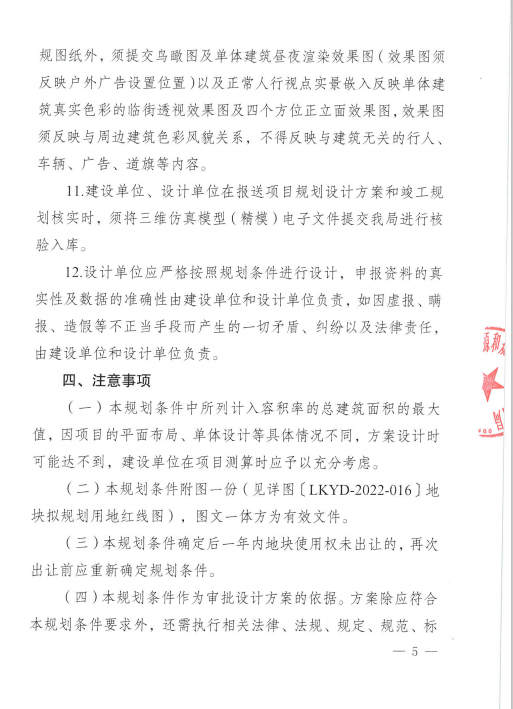 规图纸外，须提交鸟瞰图及单体建筑昼夜渲染效果图（效果图须
反映户外广告设置位置）以及正常人行视点实景嵌入反映单体建
筑真实色彩的临街透视效果图及四个方位正立面效果图，效果图
须反映与周边建筑色彩风貌关系，不得反映与建筑无关的行人、
车辆、广告、道旗等内容。
11.建设单位、设计单位在报送项目规划设计方案和竣工规
划核实时，须将三维仿真模型（精模）电子文件提交我局进行核
验入库。
12.设计单位应严格按照规划条件进行设计，申报资料的真
实性及数据的准确性由建设单位和设计单位负责，如因虚报、瞒
报、造假等不正当手段而产生的一切矛盾、纠纷以及法律责任，
由建设单位和设计单位负责。
四、注意事项
（一）本规划条件中所列计入容积率的总建筑面积的最大
值，因项目的平面布局、单体设计等具体情况不同，方案设计时
可能达不到，建设单位在项目测算时应予以充分考虑。
（二）本规划条件附图一份（见详图〔LKYD-2022-016〕地
块拟规划用地红线图），图文一体方为有效文件。
（三）本规划条件确定后一年内地块使用权未出让的，再次
出让前应重新确定规划条件。
（四）本规划条件作为审批设计方案的依据。方案除应符合
本规划条件要求外，还需执行相关法律、法规、规定、规范、标
— 5 —